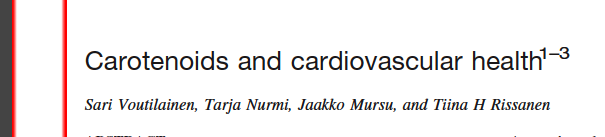 Carotenoids and cardiovascular health1–3
Sari Voutilainen, Tarja Nurmi, Jaakko Mursu, and Tiina H Rissanen